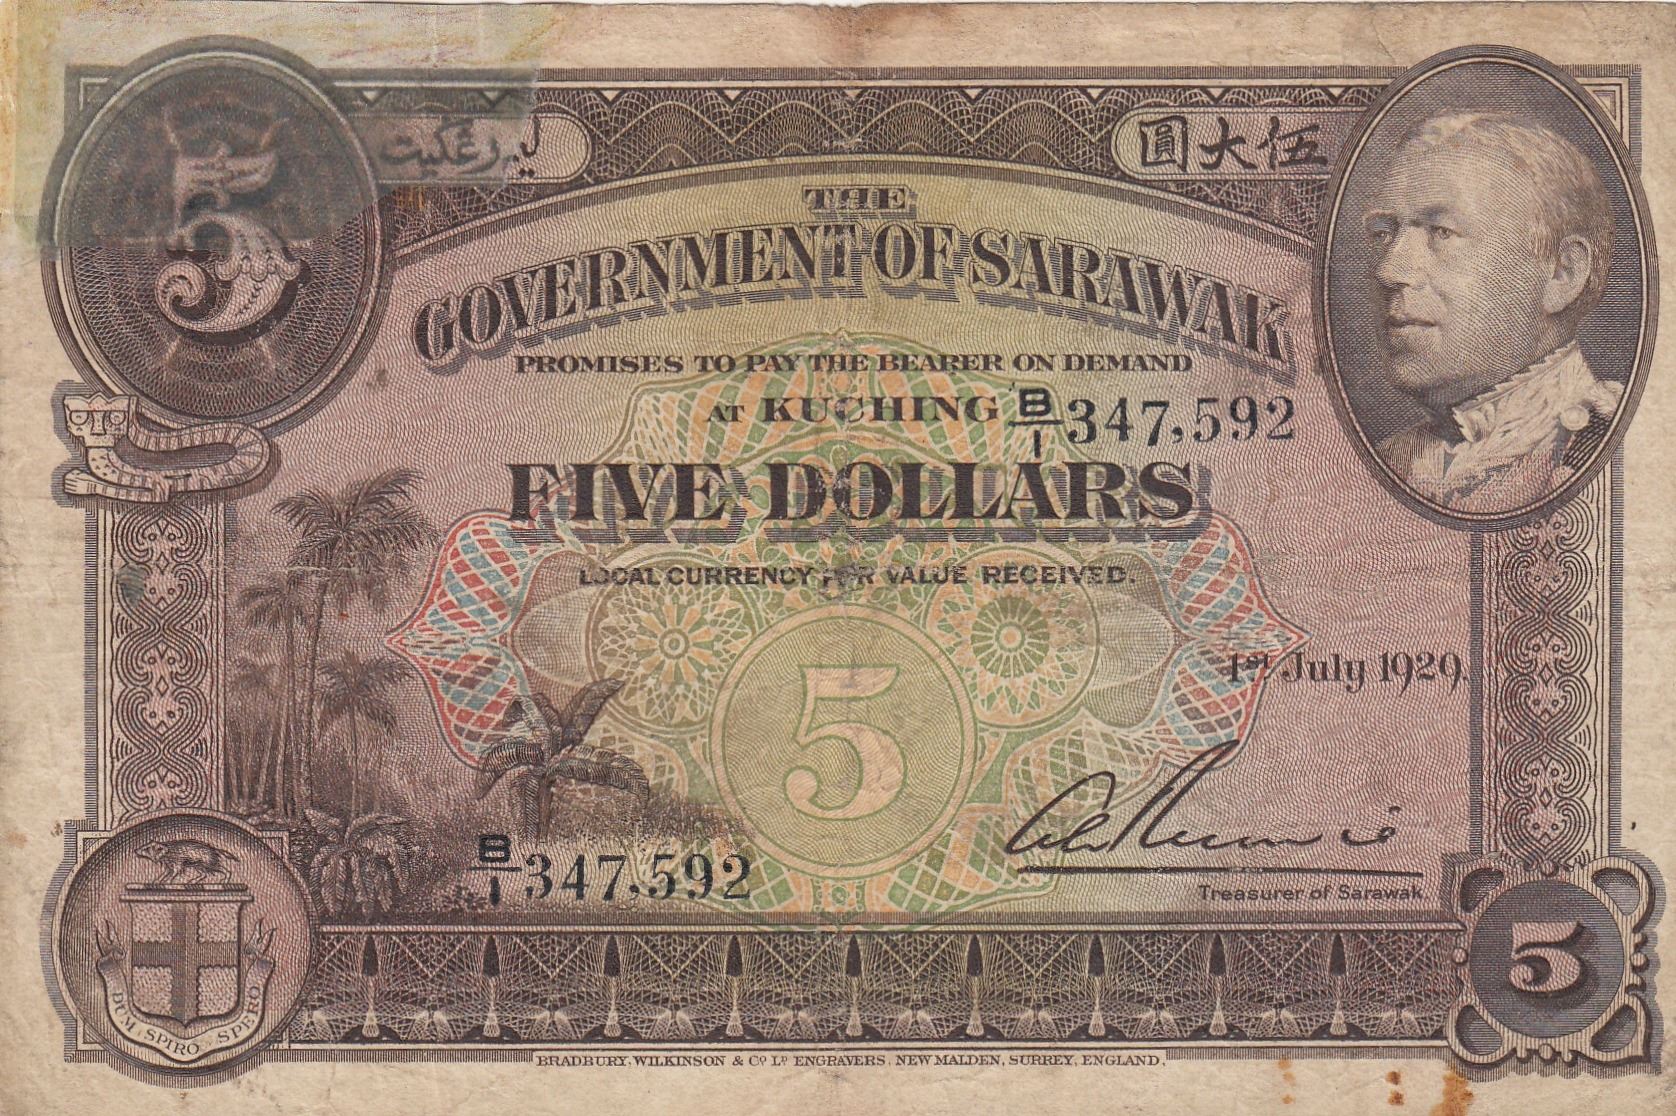 5
ليم رڠݢيت
伍大圓
THE
GOVERNMENT OF SARAWAK
PROMISES TO PAY THE BEARER ON DEMAND
AT KUCHING B/1 347,592
FIVE DOLLARS
LOCAL CURRENCY FOR VALUE RECEIVED.
1st July 1929.
5
B/1 347,592
Treasurer of Sarawak
DUM SPIRO SPERO
5
BRADBURY, WILKINSON & Co Ld ENGRAVERS, NEW MALDEN, SURREY, ENGLAND.